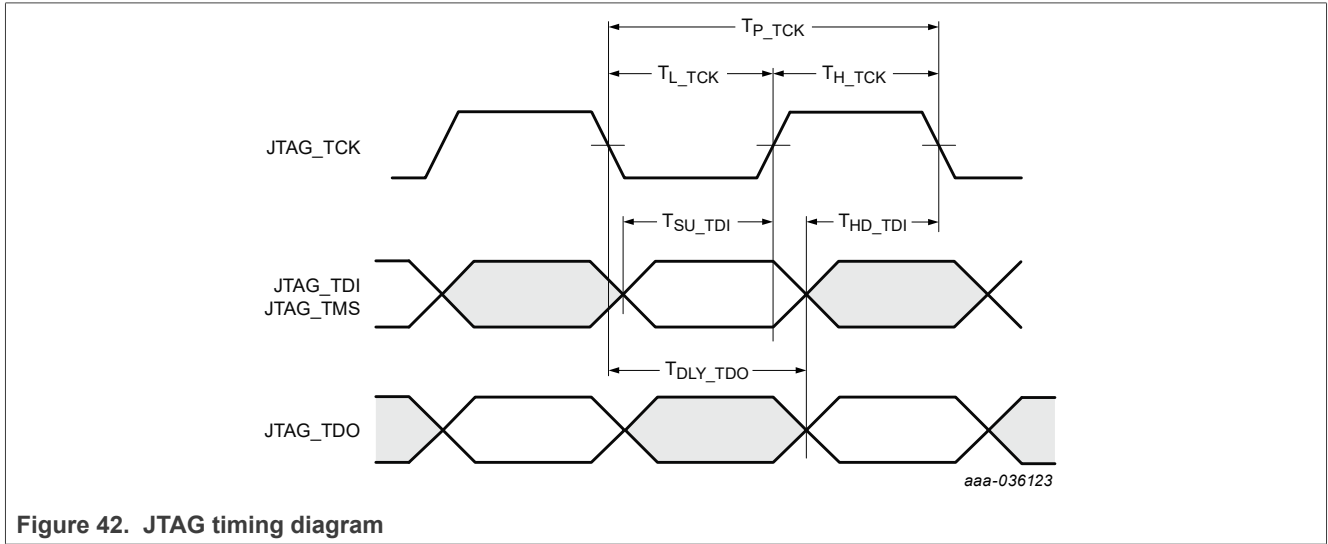 T_P_TCK
T_L_TCK T_H_TCK
JTAG_TCK
T_SU_TDI T_HD_TDI
JTAG_TDI
JTAG_TMS
T_DLY_TDO
JTAG_TDO
aaa-036123
Figure 42. JTAG timing diagram